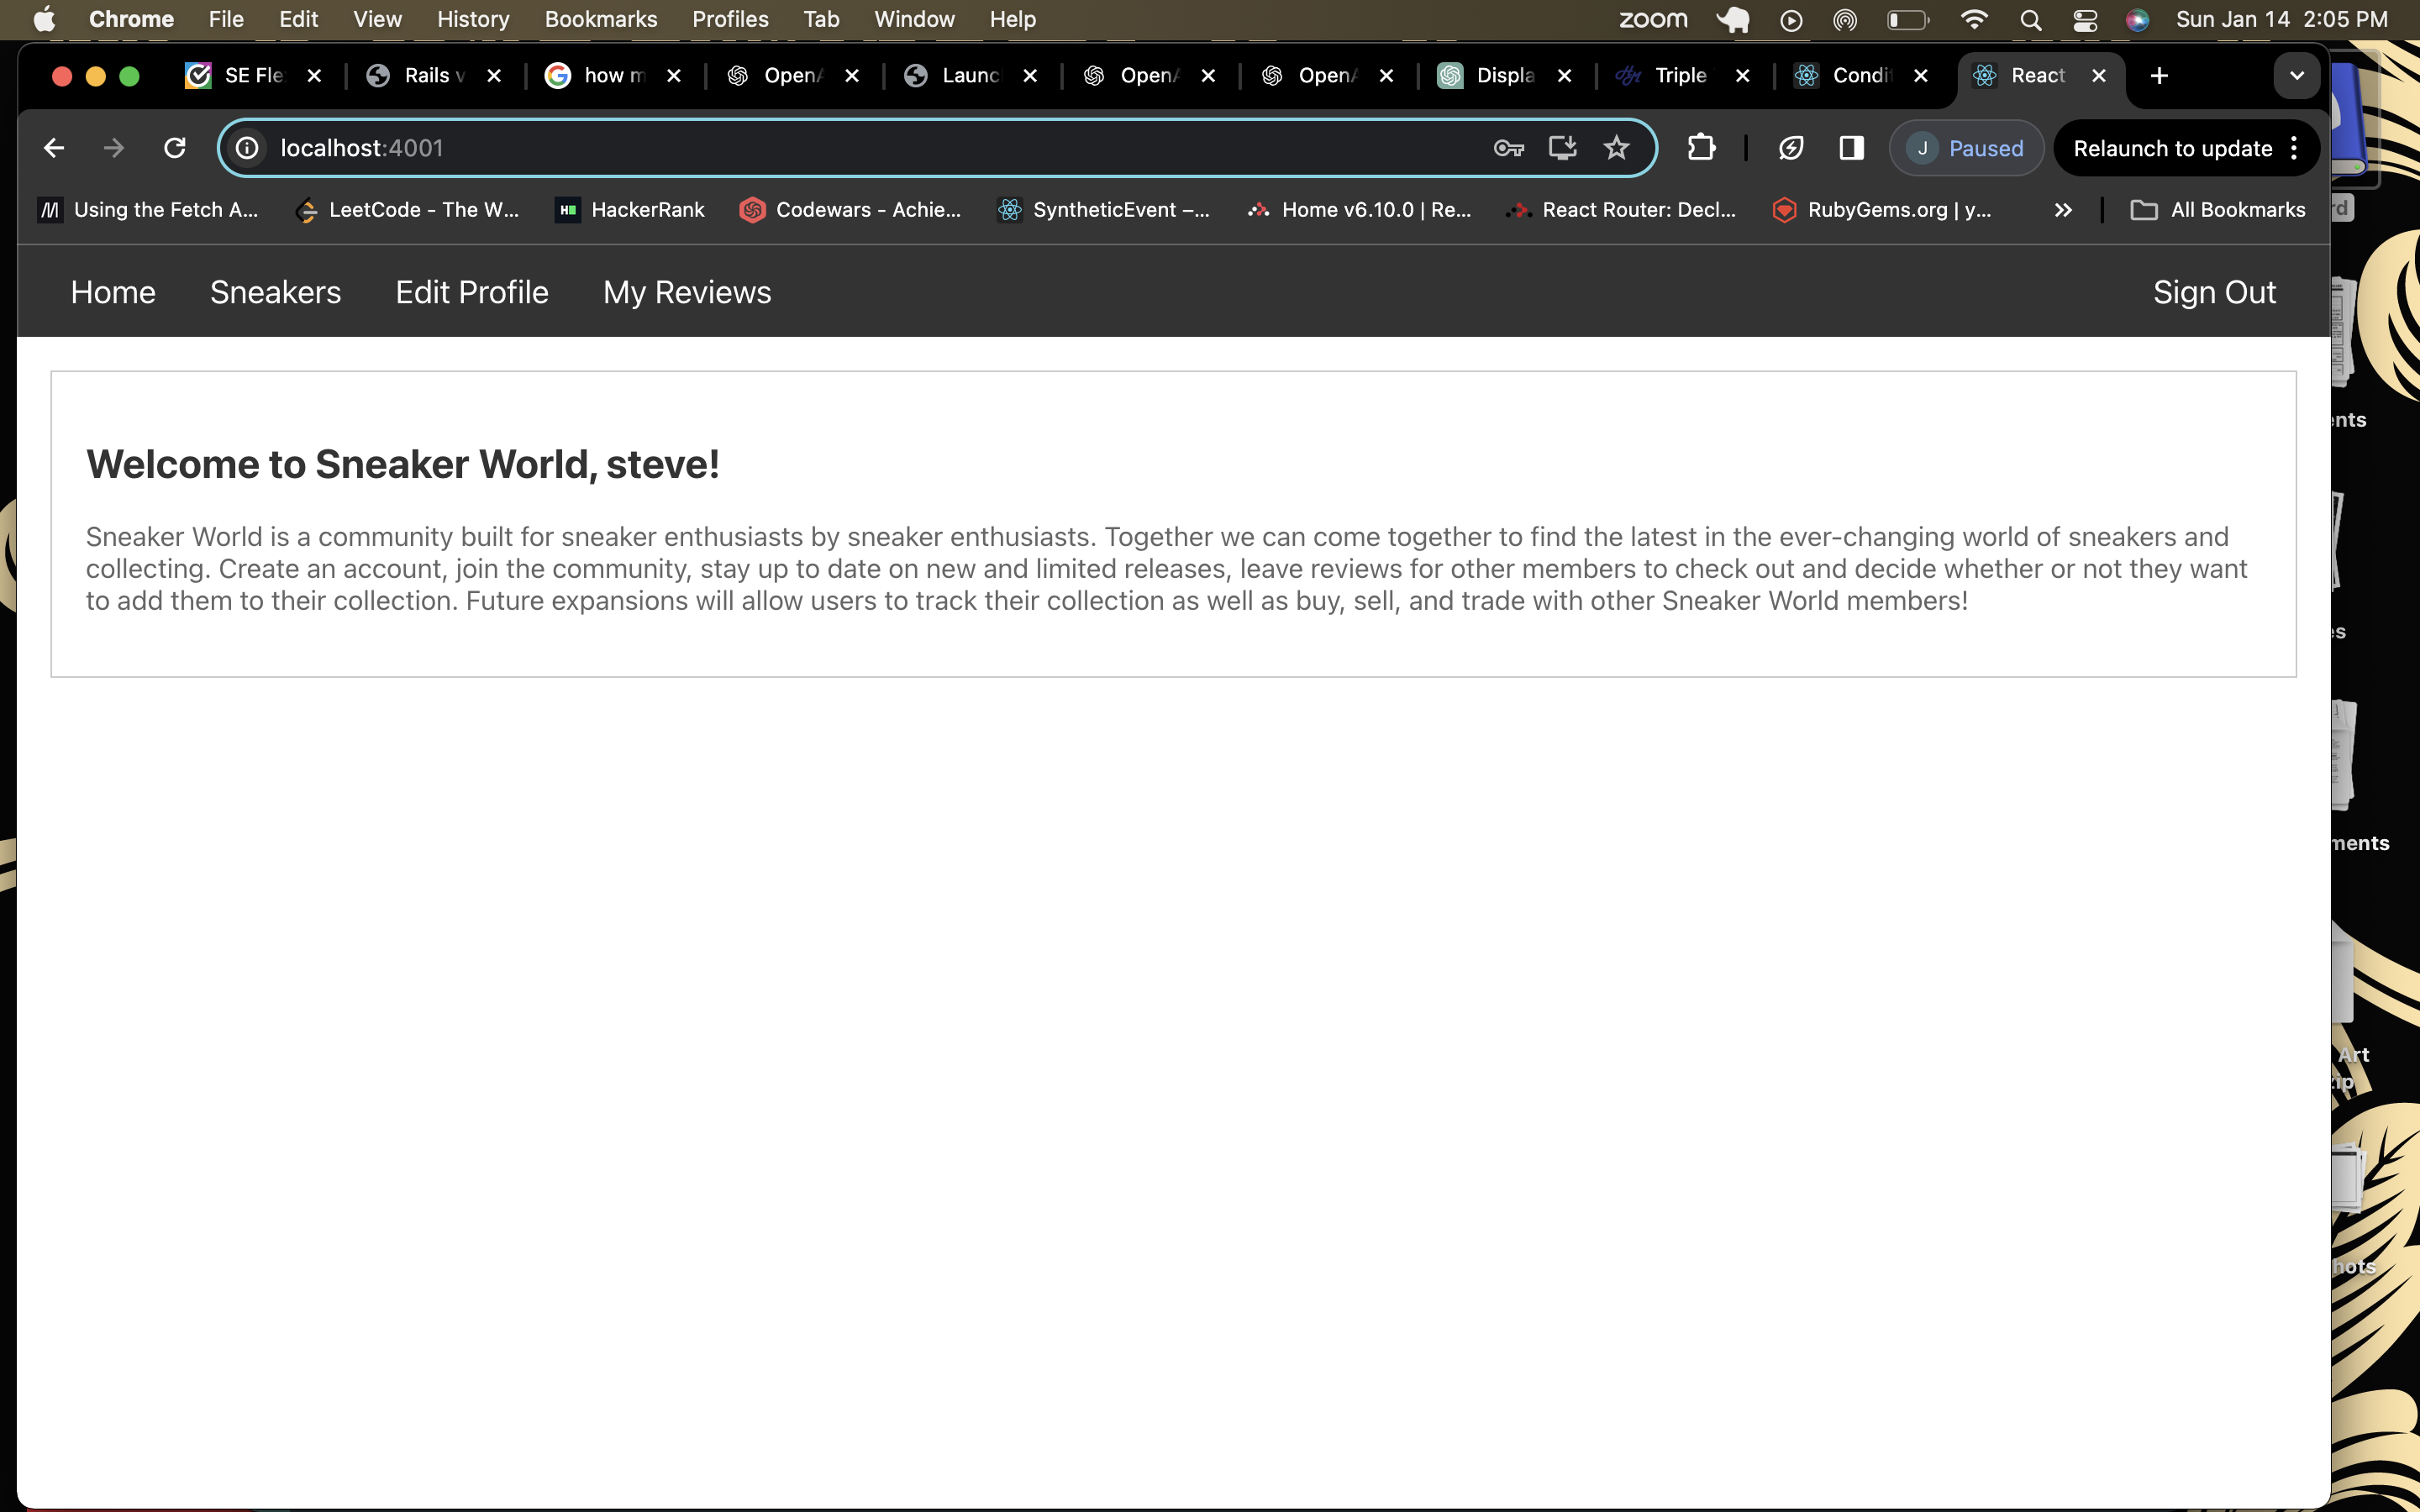 Chrome File Edit View History Bookmarks Profiles Tab Window Help zoom Sun Jan 14 2:05 PM
SE Fle Rails v how m OpenA Launc OpenA OpenA Displa Triple Condi React
localhost:4001 J Paused Relaunch to update
M Using the Fetch A... LeetCode - The W... H HackerRank Codewars - Achie... SyntheticEvent –... Home v6.10.0 | Re... React Router: Decl... RubyGems.org | y... » All Bookmarks
rd
Home Sneakers Edit Profile My Reviews Sign Out
ents
Welcome to Sneaker World, steve!
Sneaker World is a community built for sneaker enthusiasts by sneaker enthusiasts. Together we can come together to find the latest in the ever-changing world of sneakers and
collecting. Create an account, join the community, stay up to date on new and limited releases, leave reviews for other members to check out and decide whether or not they want
to add them to their collection. Future expansions will allow users to track their collection as well as buy, sell, and trade with other Sneaker World members!
es
ments
Art
zip
hots